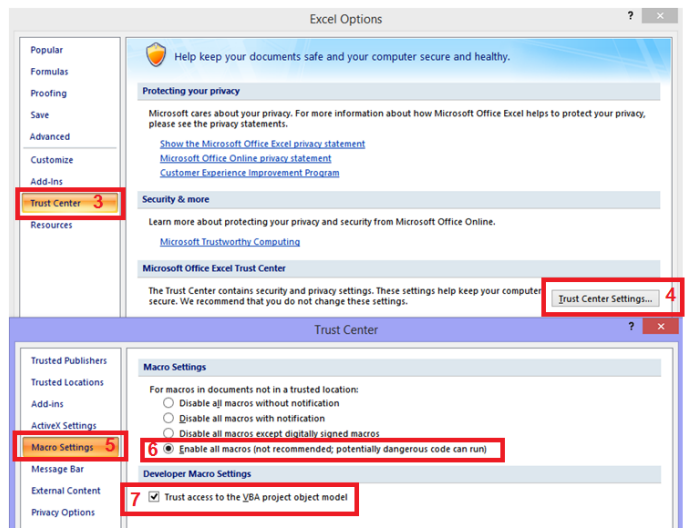 Excel Options
?
Popular
Formulas
Proofing
Save
Advanced
Customize
Add-Ins
Trust Center 3
Resources
Help keep your documents safe and your computer secure and healthy.
Protecting your privacy
Microsoft cares about your privacy. For more information about how Microsoft Office Excel helps to protect your privacy,
please see the privacy statements.
Show the Microsoft Office Excel privacy statement
Microsoft Office Online privacy statement
Customer Experience Improvement Program
Security & more
Learn more about protecting your privacy and security from Microsoft Office Online.
Microsoft Trustworthy Computing
Microsoft Office Excel Trust Center
The Trust Center contains security and privacy settings. These settings help keep your computer
secure. We recommend that you do not change these settings.
Trust Center Settings... 4
Trust Center
?
Trusted Publishers
Trusted Locations
Add-ins
ActiveX Settings
Macro Settings 5
Message Bar
External Content
Privacy Options
Macro Settings
For macros in documents not in a trusted location:
Disable all macros without notification
Disable all macros with notification
Disable all macros except digitally signed macros
6 Enable all macros (not recommended; potentially dangerous code can run)
Developer Macro Settings
7 Trust access to the VBA project object model